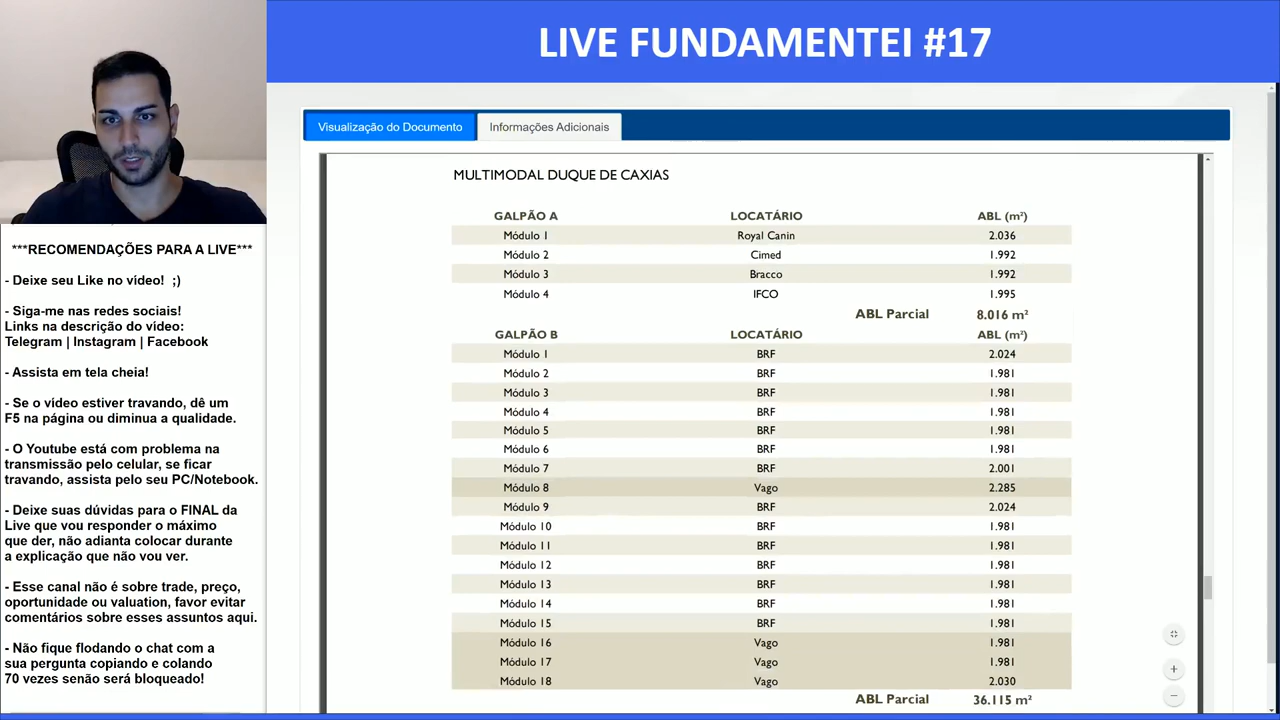 LIVE FUNDAMENTEI #17
Visualização do Documento
Informações Adicionais
***RECOMENDAÇÕES PARA A LIVE***
- Deixe seu Like no vídeo!  ;)
- Siga-me nas redes sociais!
Links na descrição do vídeo:
Telegram | Instagram | Facebook
- Assista em tela cheia!
- Se o vídeo estiver travando, dê um
F5 na página ou diminua a qualidade.
- O Youtube está com problema na
transmissão pelo celular, se ficar
travando, assista pelo seu PC/Notebook.
- Deixe suas dúvidas para o FINAL da
Live que vou responder o máximo
que der, não adianta colocar durante
a explicação que não vou ver.
- Esse canal não é sobre trade, preço,
oportunidade ou valuation, favor evitar
comentários sobre esses assuntos aqui.
- Não fique flodando o chat com a
sua pergunta copiando e colando
70 vezes senão será bloqueado!
MULTIMODAL DUQUE DE CAXIAS
GALPÃO A LOCATÁRIO ABL (m²)
Módulo 1 Royal Canin 2.036
Módulo 2 Cimed 1.992
Módulo 3 Bracco 1.992
Módulo 4 IFCO 1.995
ABL Parcial 8.016 m²
GALPÃO B LOCATÁRIO ABL (m²)
Módulo 1 BRF 2.024
Módulo 2 BRF 1.981
Módulo 3 BRF 1.981
Módulo 4 BRF 1.981
Módulo 5 BRF 1.981
Módulo 6 BRF 1.981
Módulo 7 BRF 2.001
Módulo 8 Vago 2.285
Módulo 9 BRF 2.024
Módulo 10 BRF 1.981
Módulo 11 BRF 1.981
Módulo 12 BRF 1.981
Módulo 13 BRF 1.981
Módulo 14 BRF 1.981
Módulo 15 BRF 1.981
Módulo 16 Vago 1.981
Módulo 17 Vago 1.981
Módulo 18 Vago 2.030
ABL Parcial 36.115 m²